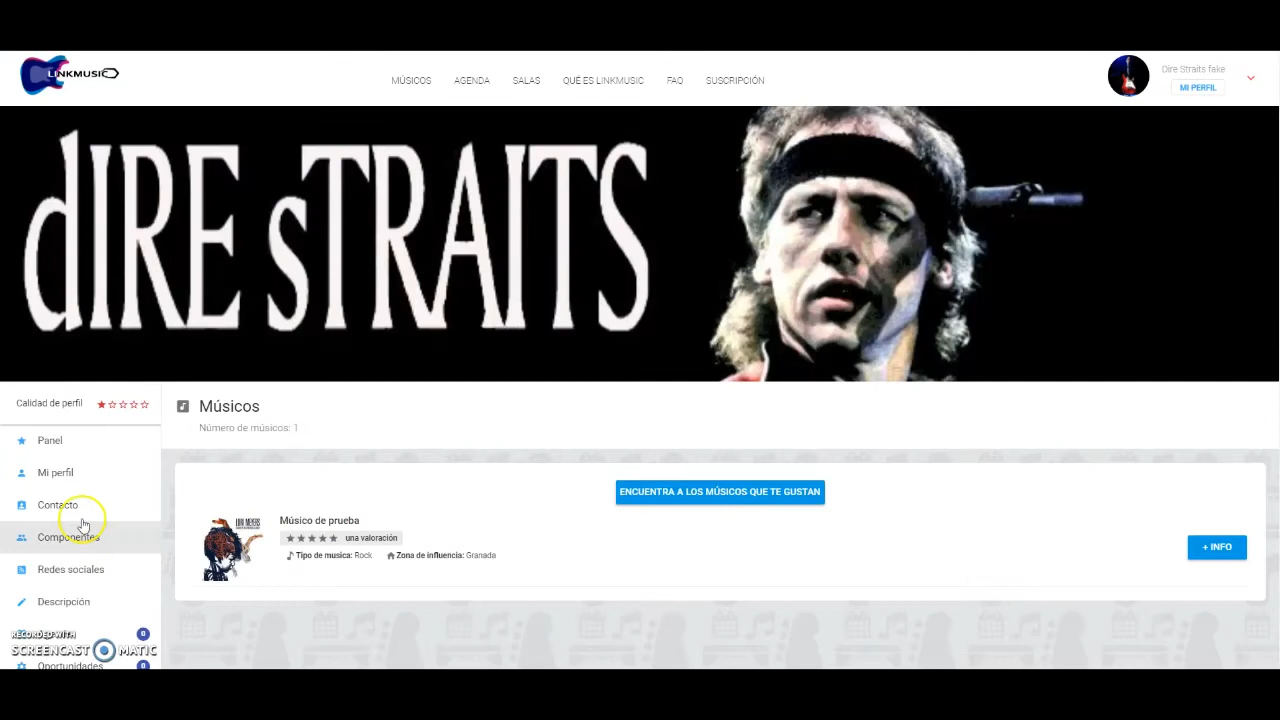 LINKMUSIC
MÚSICOS AGENDA SALAS QUÉ ES LINKMUSIC FAQ SUSCRIPCIÓN
Dire Straits fake
MI PERFIL
dIRE sTRAITS
Calidad de perfil
Panel
Mi perfil
Contacto
Componentes
Redes sociales
Descripción
0
Oportunidades 0
RECORDED WITH
SCREENCAST MATIC
Músicos
Número de músicos: 1
ENCUENTRA A LOS MÚSICOS QUE TE GUSTAN
Músico de prueba
una valoración
Tipo de musica: Rock Zona de influencia: Granada
+ INFO